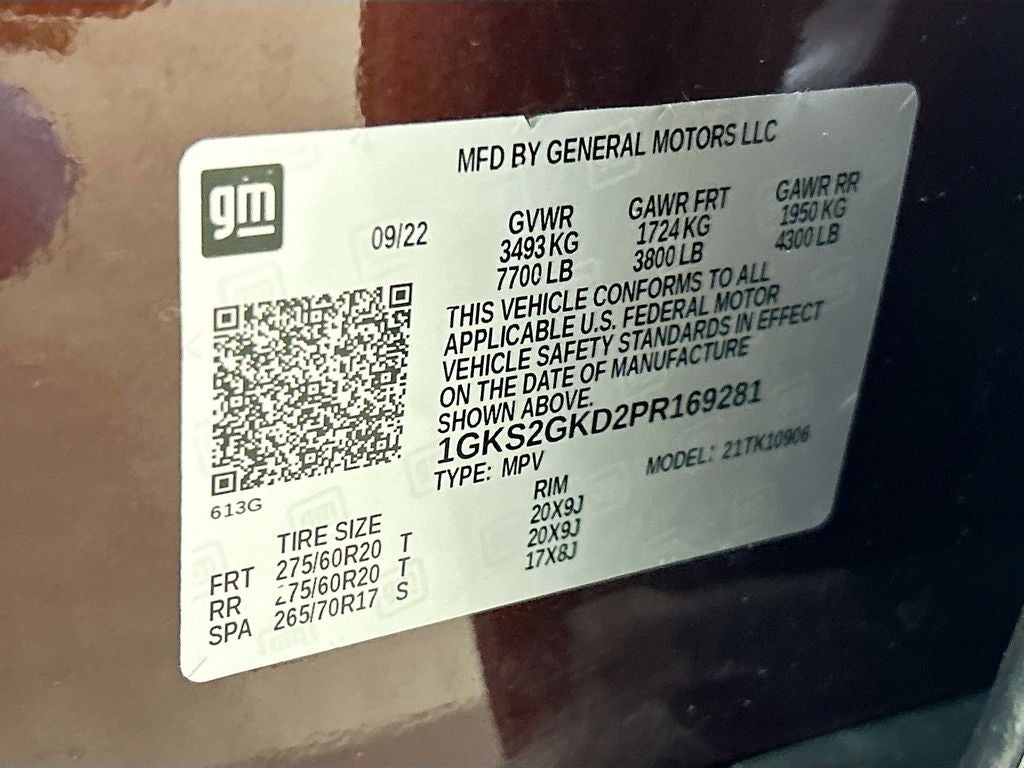 MFD BY GENERAL MOTORS LLC
gm
09/22
GVWR GAWR FRT GAWR RR
3493 KG 1724 KG 1950 KG
7700 LB 3800 LB 4300 LB
THIS VEHICLE CONFORMS TO ALL
APPLICABLE U.S. FEDERAL MOTOR
VEHICLE SAFETY STANDARDS IN EFFECT
ON THE DATE OF MANUFACTURE
SHOWN ABOVE.
1GKS2GKD2PR169281
TYPE: MPV MODEL: 21TK10906
613G
TIRE SIZE RIM
FRT 275/60R20 T 20X9J
RR 275/60R20 T 20X9J
SPA 265/70R17 S 17X8J